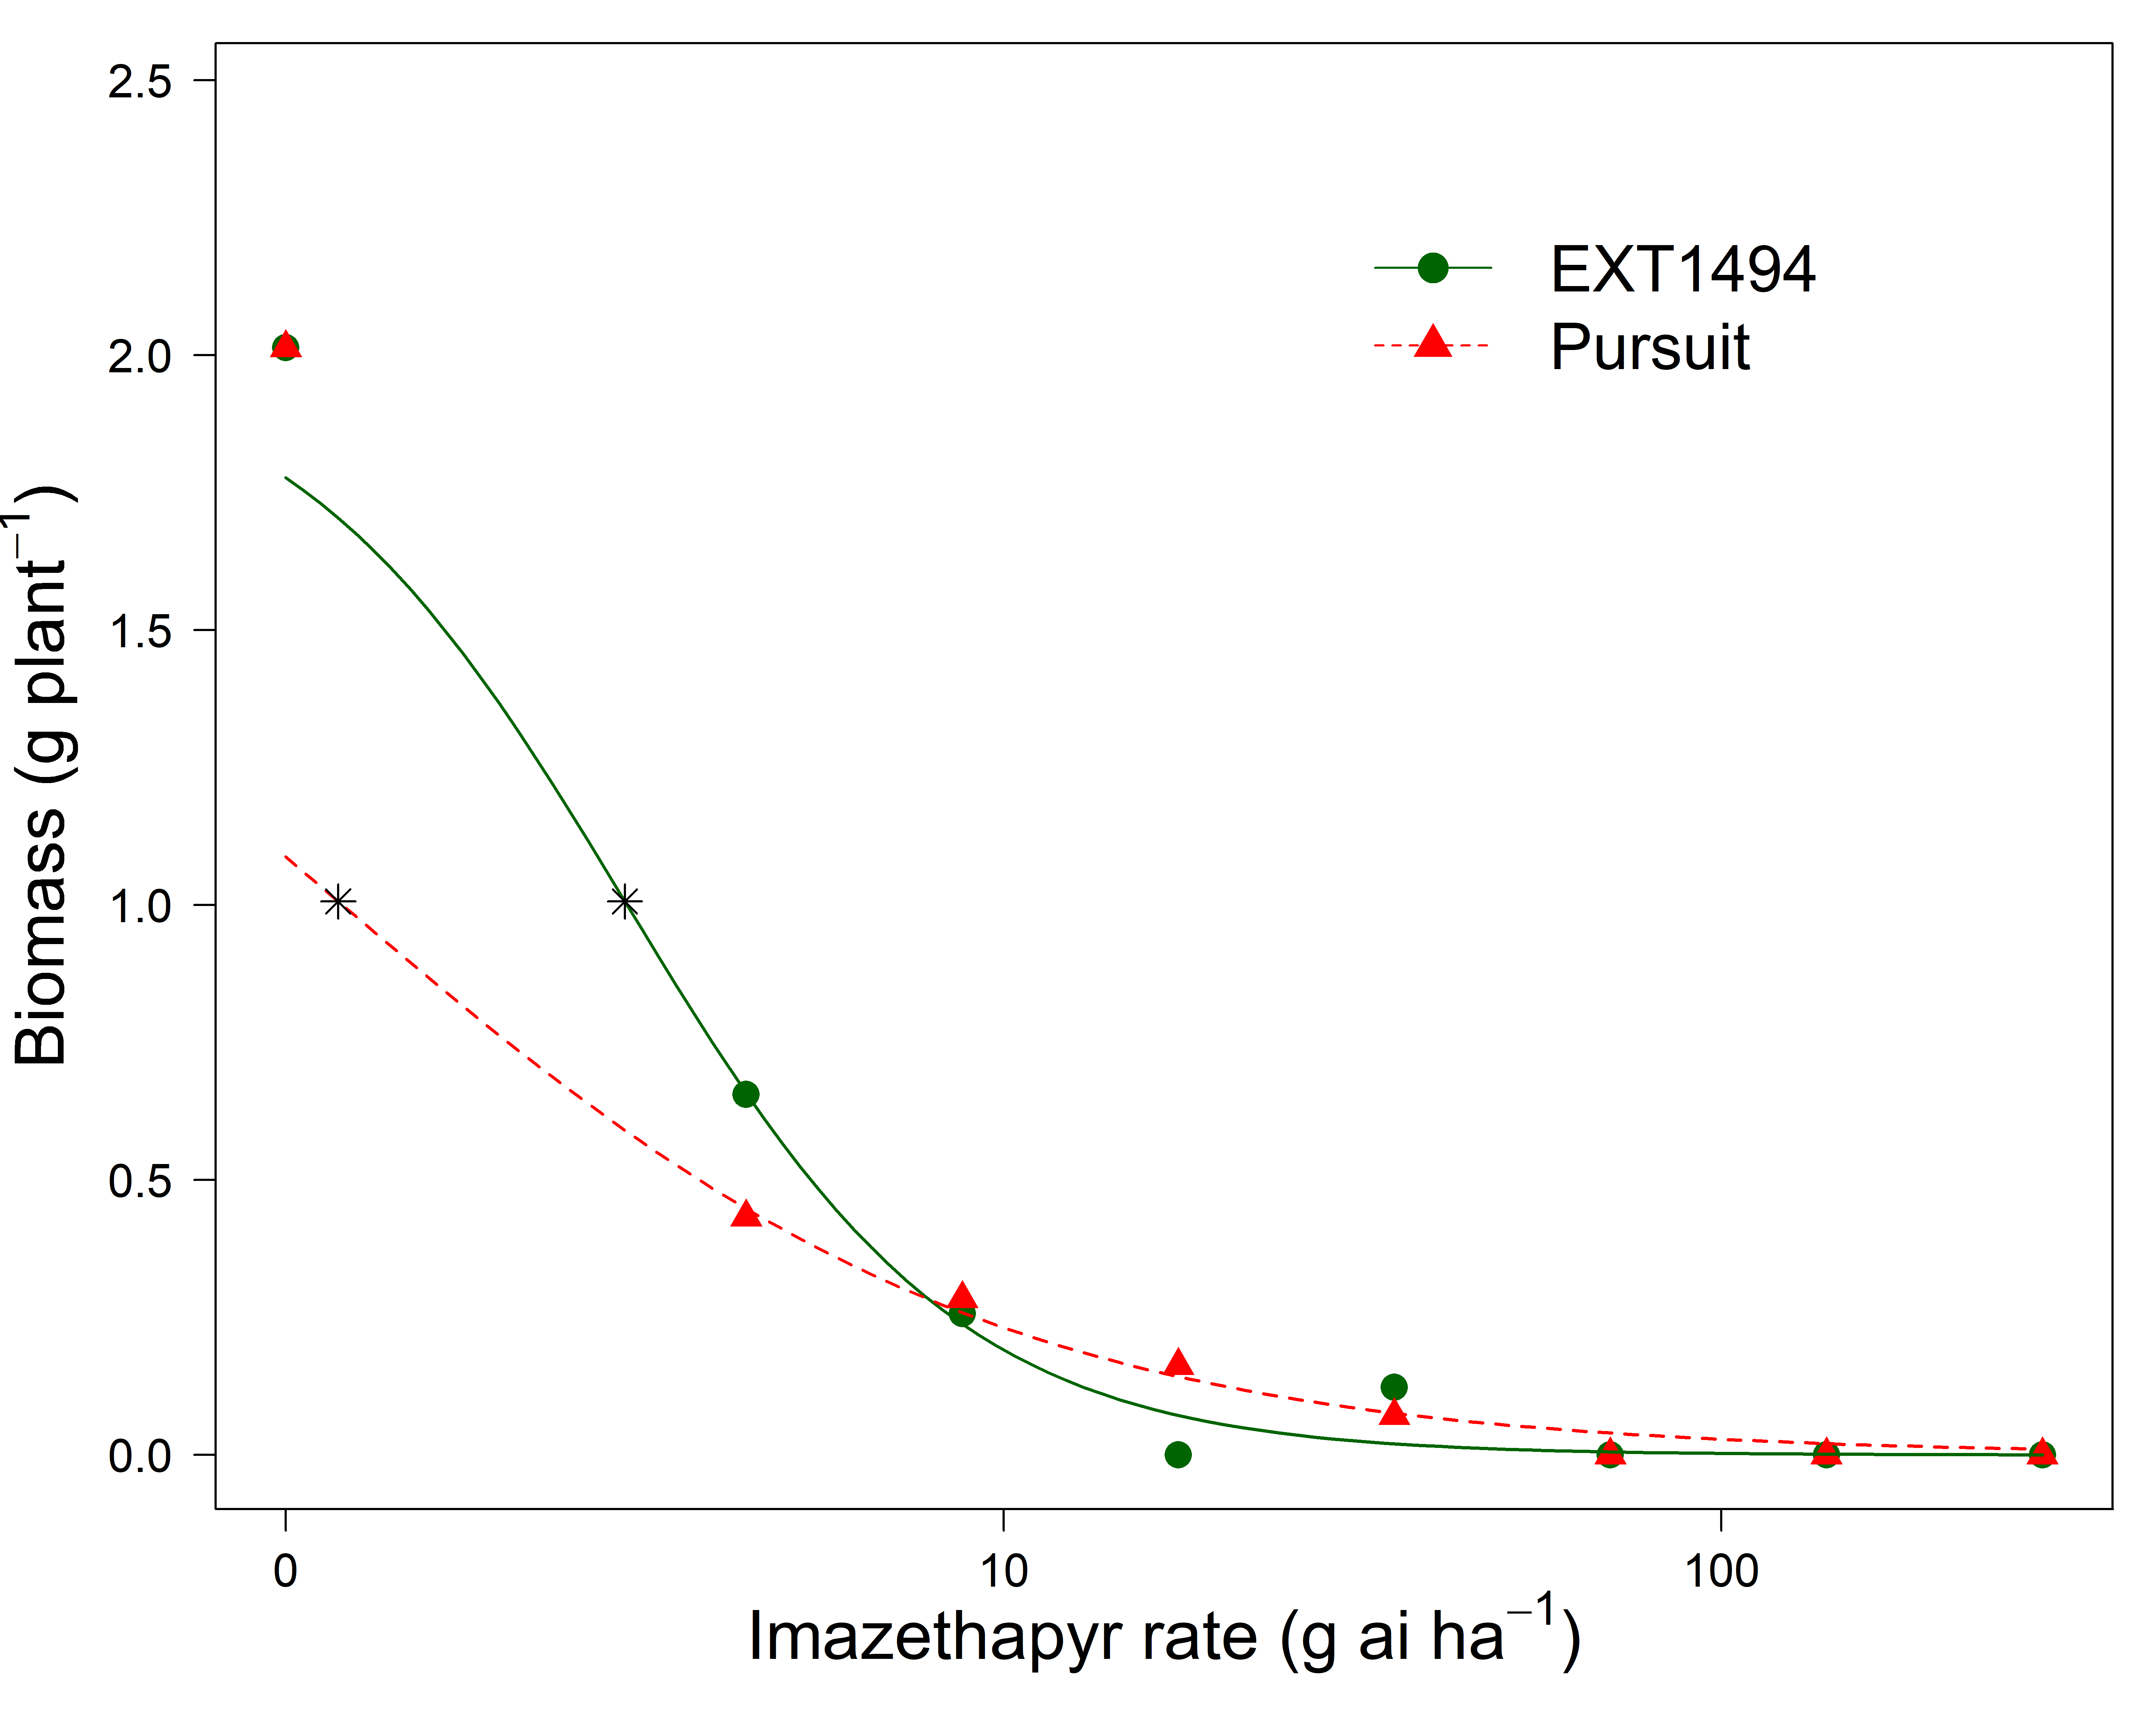 2.5
2.0
1.5
1.0
0.5
0.0
Biomass (g plant⁻¹)
EXT1494
Pursuit
0 10 100
Imazethapyr rate (g ai ha⁻¹)